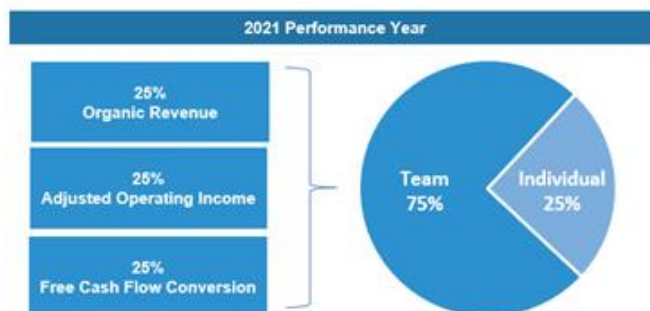 2021 Performance Year
25%
Organic Revenue
25%
Adjusted Operating Income
25%
Free Cash Flow Conversion
Team
75%
Individual
25%